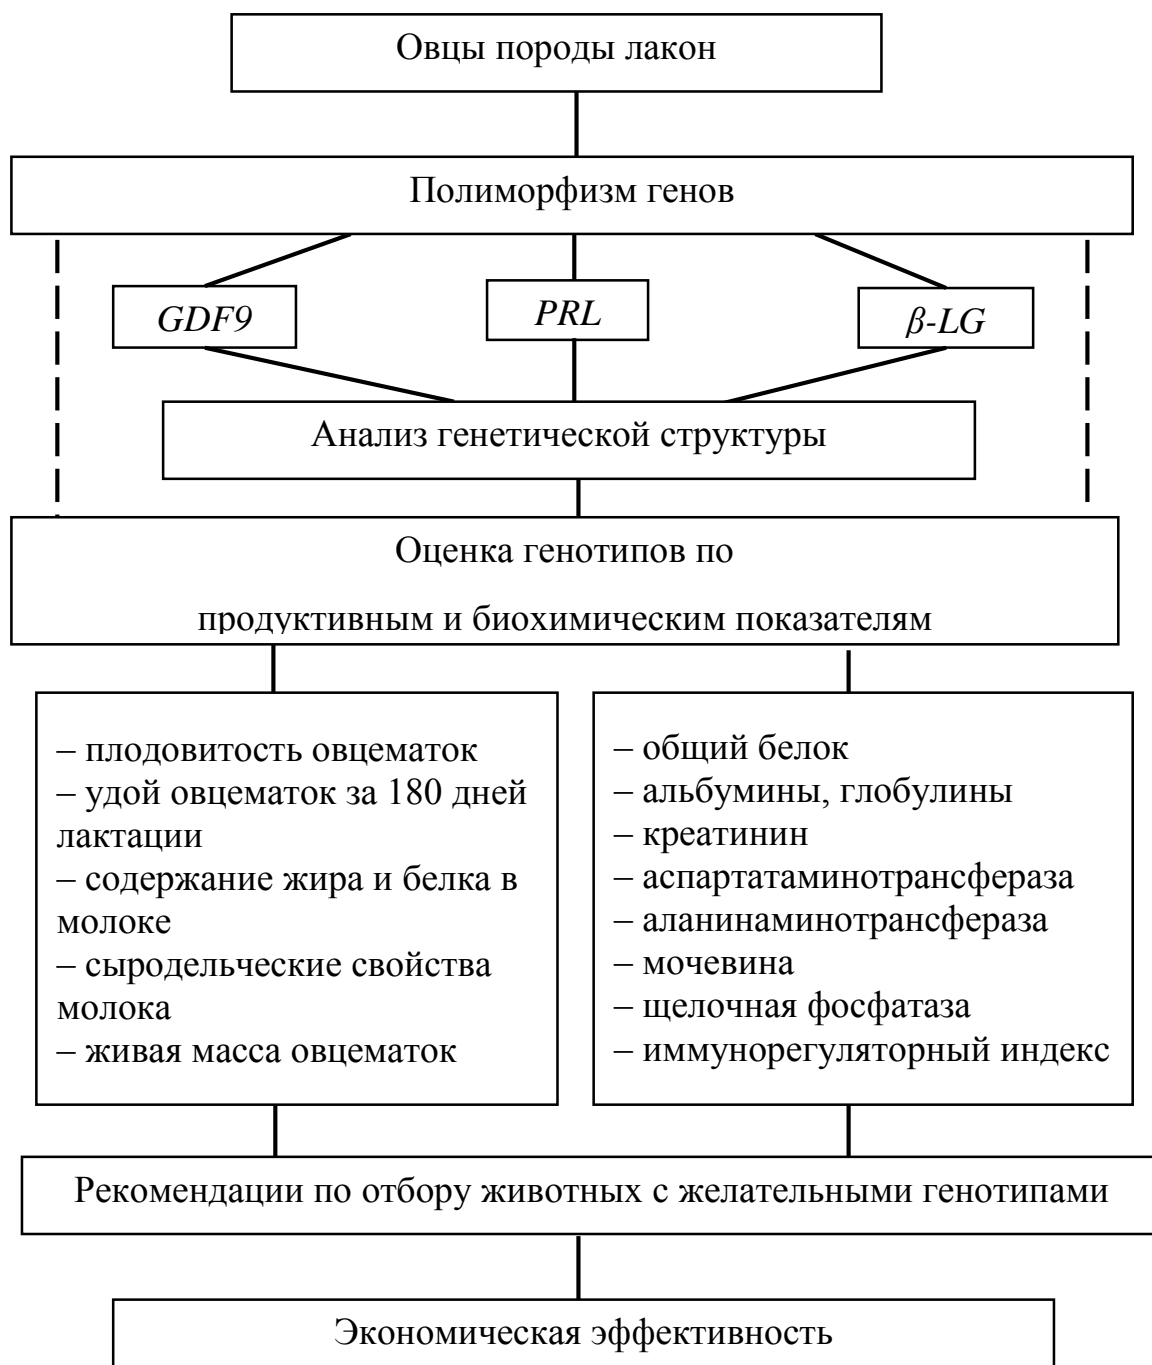 Овцы породы лакон
Полиморфизм генов
GDF9
PRL
β-LG
Анализ генетической структуры
Оценка генотипов по
продуктивным и биохимическим показателям
– плодовитость овцематок
– удой овцематок за 180 дней
лактации
– содержание жира и белка в
молоке
– сыродельческие свойства
молока
– живая масса овцематок
– общий белок
– альбумины, глобулины
– креатинин
– аспартатаминотрансфераза
– аланинаминотрансфераза
– мочевина
– щелочная фосфатаза
– иммунорегуляторный индекс
Рекомендации по отбору животных с желательными генотипами
Экономическая эффективность